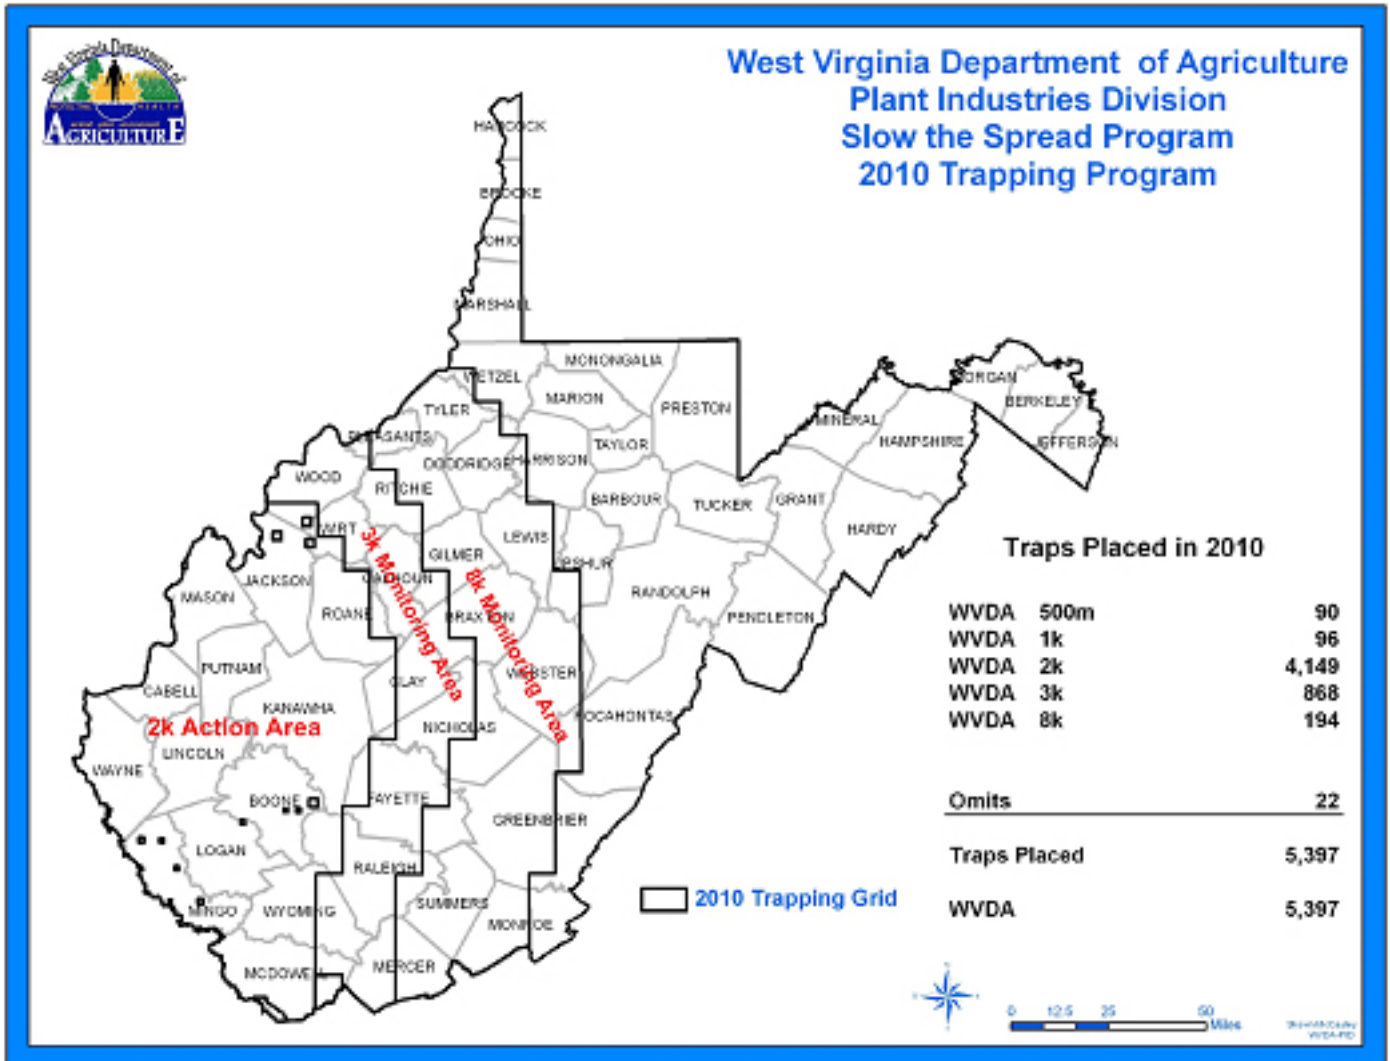 West Virginia Department of
AGRICULTURE
West Virginia Department of Agriculture
Plant Industries Division
Slow the Spread Program
2010 Trapping Program
HANCOCK
BROOKE
OHIO
MARSHALL
WETZEL
MONONGALIA
MARION
PRESTON
TYLER
PLEASANTS
DODDRIDGE
HARRISON
TAYLOR
MINERAL
HAMPSHIRE
MORGAN
BERKELEY
JEFFERSON
WOOD
RITCHIE
BARBOUR
TUCKER
GRANT
HARDY
WIRT
GILMER
LEWIS
UPSHUR
RANDOLPH
PENDLETON
JACKSON
MASON
ROANE
CALHOUN
BRAXTON
WEBSTER
3k Monitoring Area
8k Monitoring Area
PUTNAM
CABELL
KANAWHA
CLAY
NICHOLAS
POCAHONTAS
2k Action Area
LINCOLN
WAYNE
BOONE
FAYETTE
GREENBRIER
LOGAN
RALEIGH
MINGO
WYOMING
SUMMERS
MONROE
MCDOWELL
MERCER
Traps Placed in 2010
WVDA 500m 90
WVDA 1k 96
WVDA 2k 4,149
WVDA 3k 868
WVDA 8k 194
Omits 22
Traps Placed 5,397
WVDA 5,397
2010 Trapping Grid
0 12.5 25 50
Miles